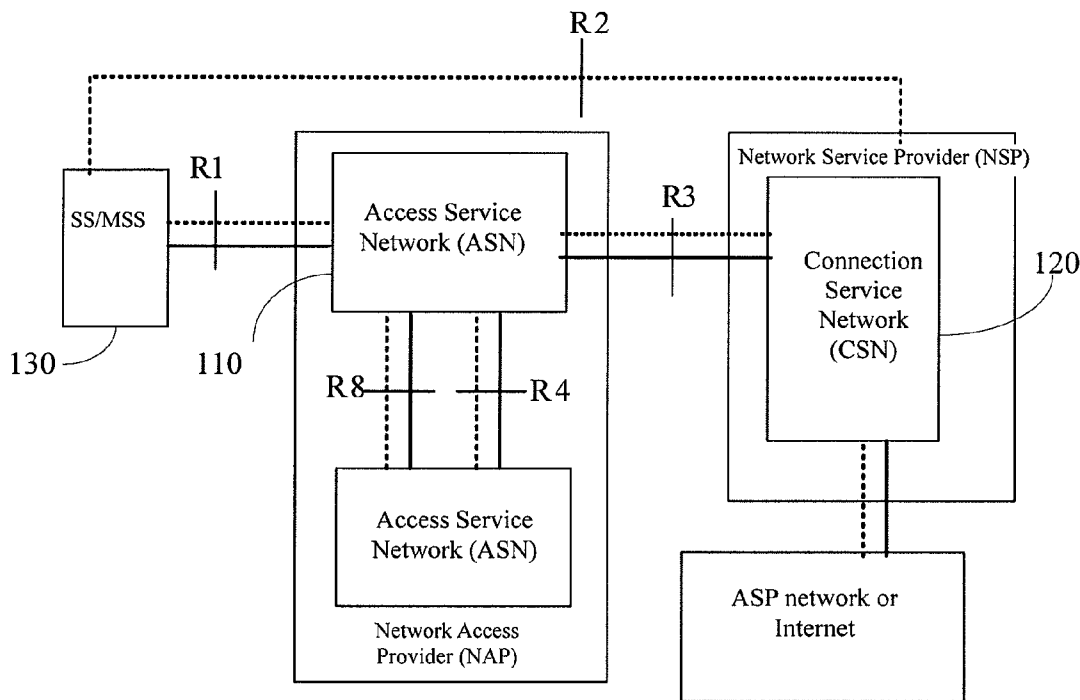 R2
Network Service Provider (NSP)
R1
SS/MSS
Access Service
Network (ASN)
R3
Connection
Service
Network
(CSN)
120
130
110
R8
R4
Access Service
Network (ASN)
ASP network or
Internet
Network Access
Provider (NAP)